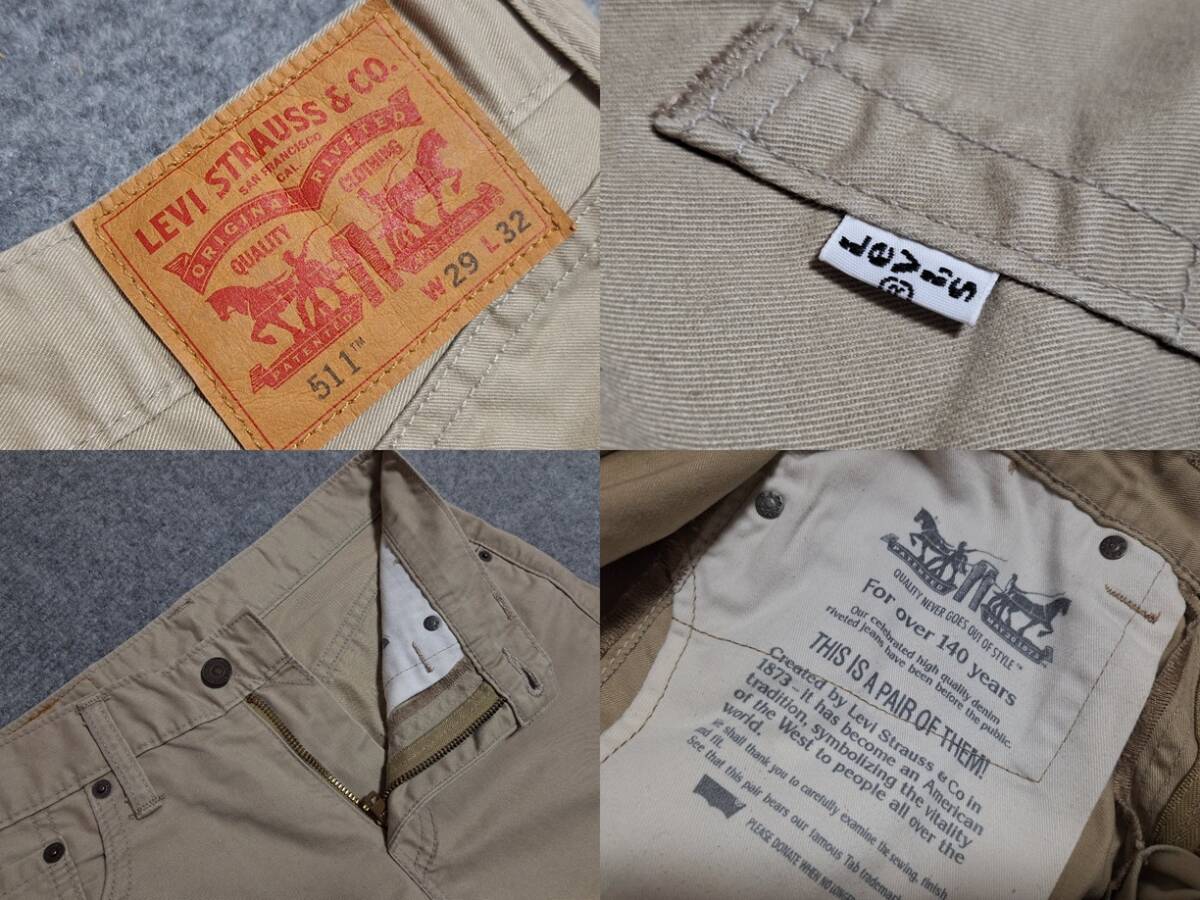 LEVI STRAUSS & CO.
SAN FRANCISCO
CAL.
ORIGINAL RIVETED
QUALITY CLOTHING
PATENTED
W 29 L 32
511™
Levi's
®
QUALITY NEVER GOES OUT OF STYLE™
For over 140 years
Our celebrated high quality denim
riveted jeans have been before the public.
THIS IS A PAIR OF THEM!
Created by Levi Strauss & Co in
1873 – it has become an American
tradition, symbolizing the vitality
of the West to people all over the
world.
We shall thank you to carefully examine the sewing, finish
and fit.
See that this pair bears our famous Tab trademark
PLEASE DONATE WHEN NO LONGE